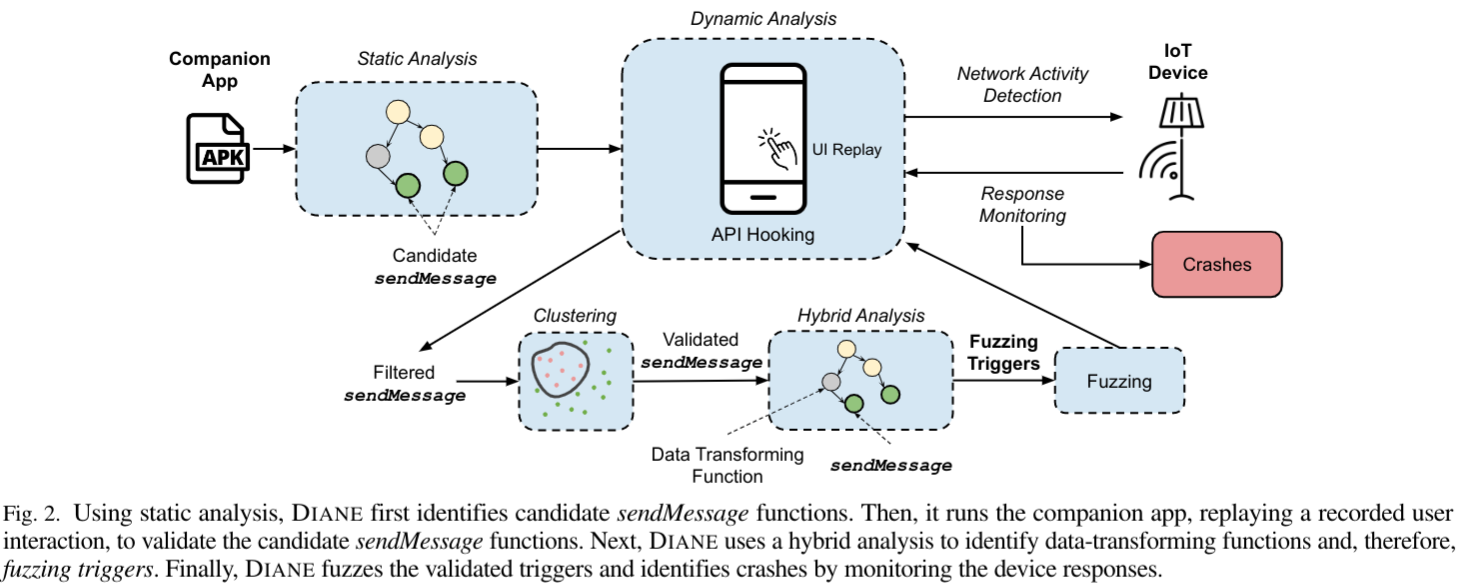 Dynamic Analysis
Companion
App
Static Analysis
IoT
Device
Network Activity
Detection
APK
UI Replay
Response
Monitoring
API Hooking
Candidate
sendMessage
Crashes
Clustering
Validated
sendMessage
Hybrid Analysis
Fuzzing
Triggers
Filtered
sendMessage
Fuzzing
Data Transforming
Function
sendMessage
Fig. 2. Using static analysis, DIANE first identifies candidate sendMessage functions. Then, it runs the companion app, replaying a recorded user
interaction, to validate the candidate sendMessage functions. Next, DIANE uses a hybrid analysis to identify data-transforming functions and, therefore,
fuzzing triggers. Finally, DIANE fuzzes the validated triggers and identifies crashes by monitoring the device responses.